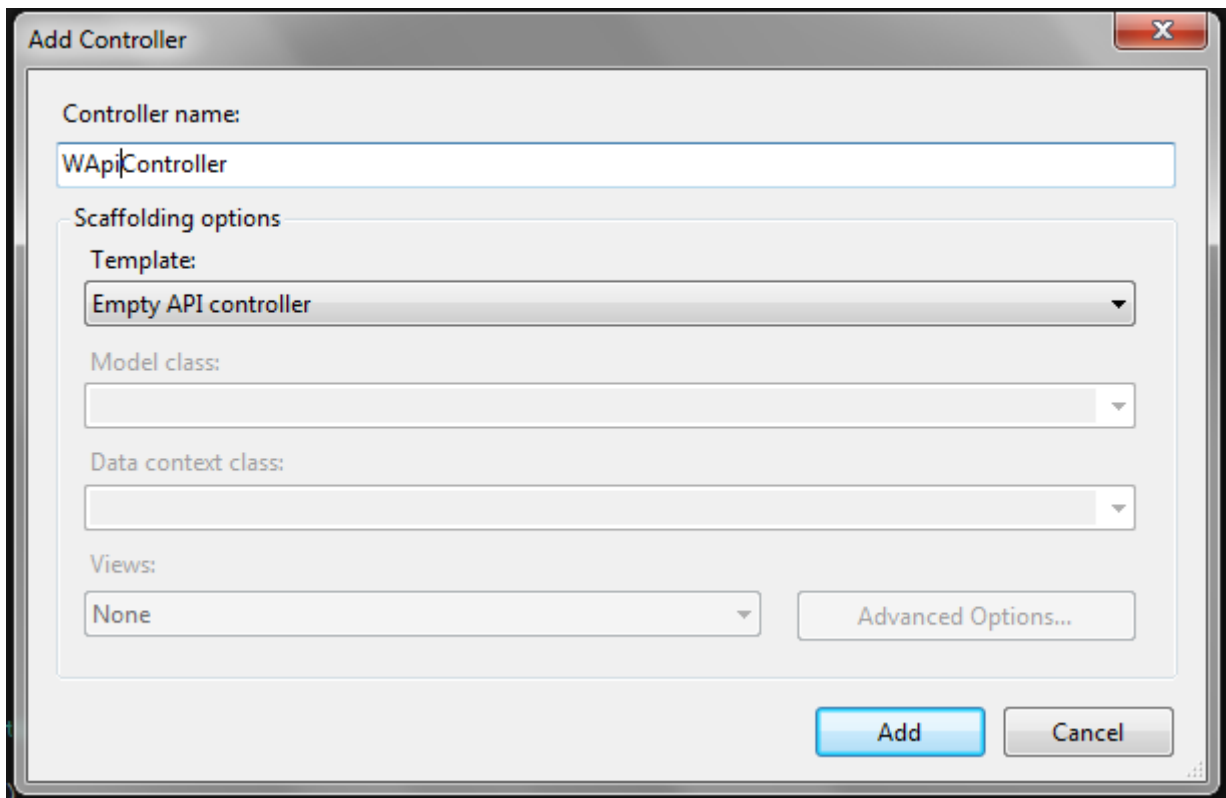 Add Controller
Controller name:
WApiController
Scaffolding options
Template:
Empty API controller
Model class:
Data context class:
Views:
None
Advanced Options...
Add
Cancel